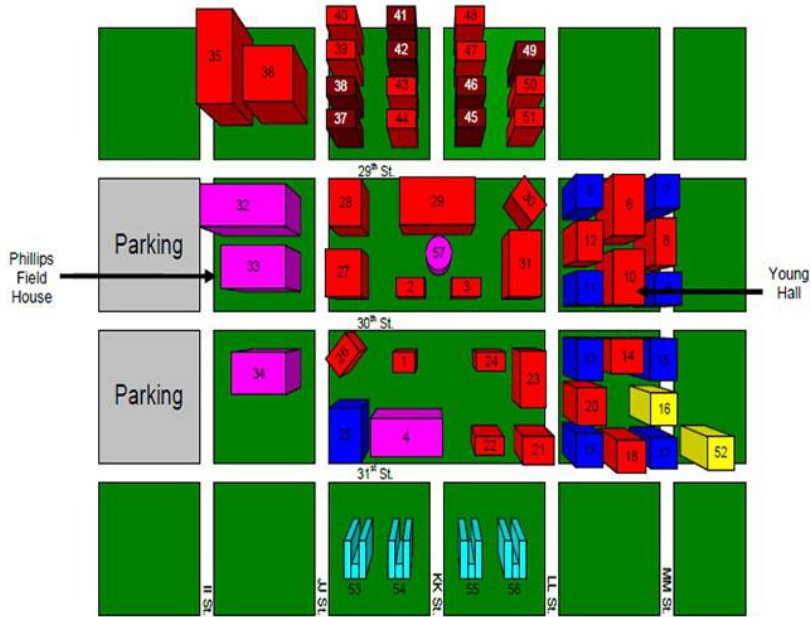 40 41 48
35 36 39 42 47 49
38 43 46 50
37 44 45 51
29th St.
32 28 29 30 5 6 7
Parking 33 57 12 8
Phillips
Field
House
27 31
2 3 11 10 9
Young
Hall
30th St.
26 1 24 13 14 15
Parking 34 23
20 16
25 4 22 21 19 18 17 52
31st St.
53 54 55 56
II St.
JJ St.
KK St.
LL St.
MM St.